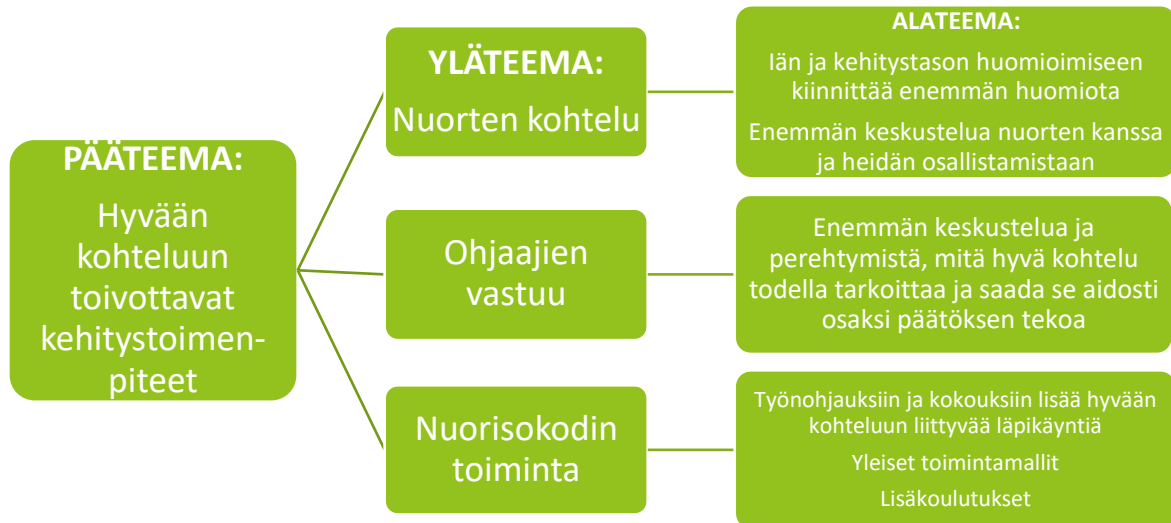 PÄÄTEEMA:
Hyvään
kohteluun
toivottavat
kehitystoimen-
piteet
YLÄTEEMA:
Nuorten kohtelu
ALATEEMA:
Iän ja kehitystason huomioimiseen
kiinnittää enemmän huomiota
Enemmän keskustelua nuorten kanssa
ja heidän osallistamistaan
Ohjaajien
vastuu
Enemmän keskustelua ja
perehtymistä, mitä hyvä kohtelu
todella tarkoittaa ja saada se aidosti
osaksi päätöksen tekoa
Nuorisokodin
toiminta
Työnohjauksiin ja kokouksiin lisää hyvään
kohteluun liittyvää läpikäyntiä
Yleiset toimintamallit
Lisäkoulutukset